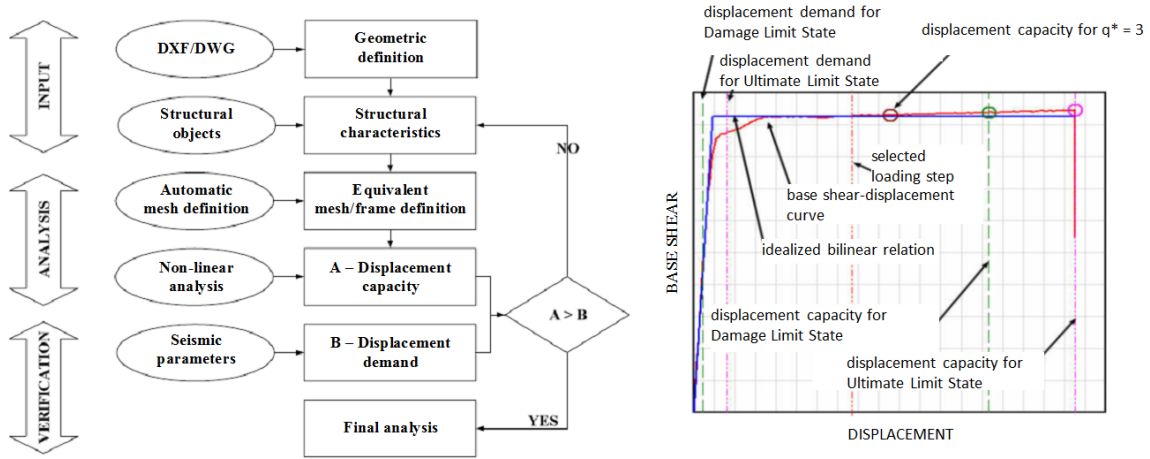 INPUT
ANALYSIS
VERIFICATION
DXF/DWG
Geometric
definition
Structural
objects
Structural
characteristics
Automatic
mesh definition
Equivalent
mesh/frame definition
Non-linear
analysis
A – Displacement
capacity
Seismic
parameters
B – Displacement
demand
Final analysis
A > B
NO
YES
displacement demand for
Damage Limit State
displacement capacity for q* = 3
displacement demand
for Ultimate Limit State
selected
loading step
base shear-displacement
curve
idealized bilinear relation
displacement capacity for
Damage Limit State
displacement capacity for
Ultimate Limit State
BASE SHEAR
DISPLACEMENT